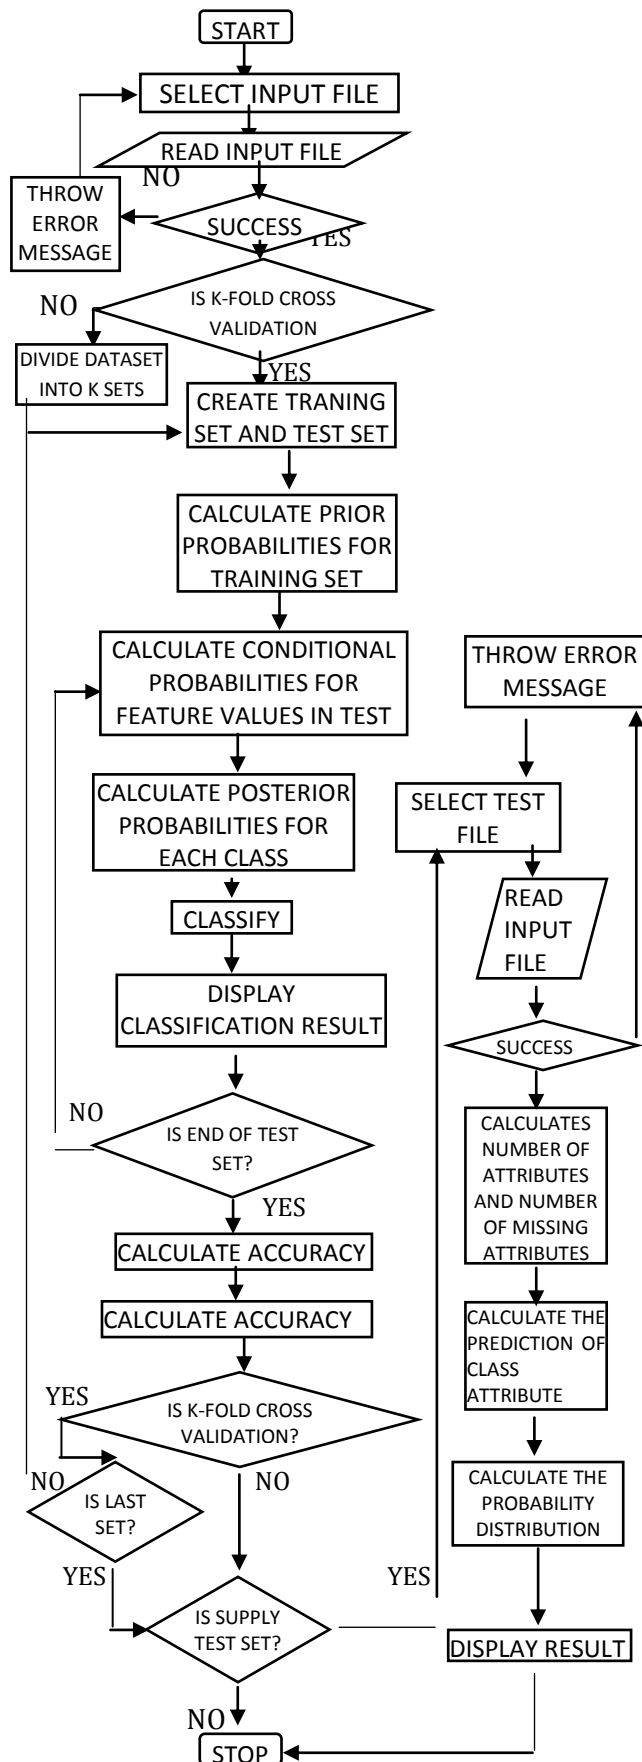 START
SELECT INPUT FILE
READ INPUT FILE
NO
THROW
ERROR
MESSAGE
SUCCESS
YES
IS K-FOLD CROSS
VALIDATION
NO
DIVIDE DATASET
INTO K SETS
YES
CREATE TRANING
SET AND TEST SET
CALCULATE PRIOR
PROBABILITIES FOR
TRAINING SET
CALCULATE CONDITIONAL
PROBABILITIES FOR
FEATURE VALUES IN TEST
CALCULATE POSTERIOR
PROBABILITIES FOR
EACH CLASS
CLASSIFY
DISPLAY
CLASSIFICATION RESULT
NO
IS END OF TEST
SET?
YES
CALCULATE ACCURACY
CALCULATE ACCURACY
YES
IS K-FOLD CROSS
VALIDATION?
NO
NO
IS LAST
SET?
YES
IS SUPPLY
TEST SET?
YES
NO
STOP
THROW ERROR
MESSAGE
SELECT TEST
FILE
READ
INPUT
FILE
SUCCESS
CALCULATES
NUMBER OF
ATTRIBUTES
AND NUMBER
OF MISSING
ATTRIBUTES
CALCULATE THE
PREDICTION OF
CLASS
ATTRIBUTE
CALCULATE THE
PROBABILITY
DISTRIBUTION
DISPLAY RESULT